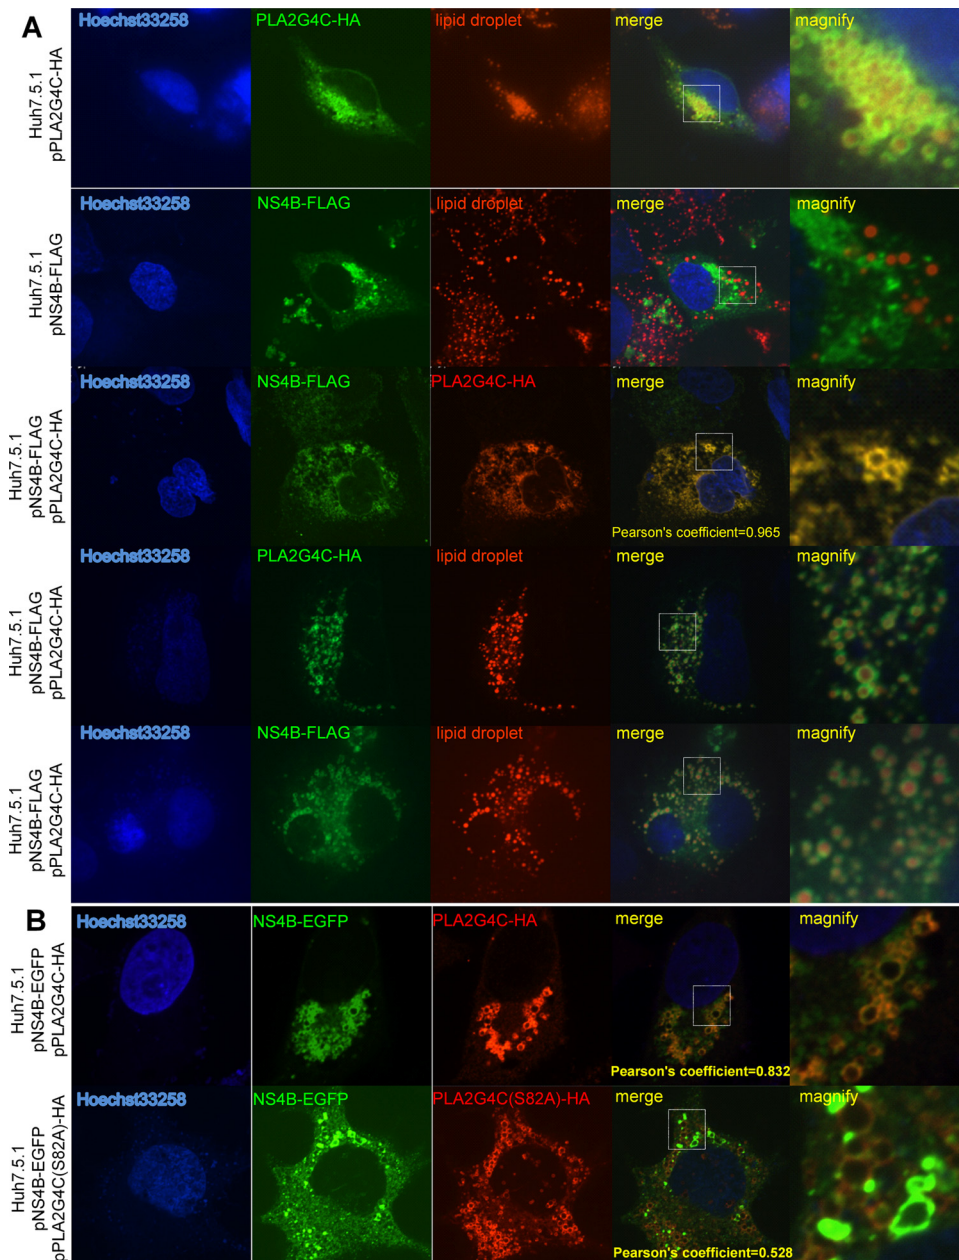 A
Huh7.5.1
pPLA2G4C-HA
Hoechst33258
PLA2G4C-HA
lipid droplet
merge
magnify
Huh7.5.1
pNS4B-FLAG
Hoechst33258
NS4B-FLAG
lipid droplet
merge
magnify
Huh7.5.1
pNS4B-FLAG
pPLA2G4C-HA
Hoechst33258
NS4B-FLAG
PLA2G4C-HA
merge
Pearson's coefficient=0.965
magnify
Huh7.5.1
pNS4B-FLAG
pPLA2G4C-HA
Hoechst33258
PLA2G4C-HA
lipid droplet
merge
magnify
Huh7.5.1
pNS4B-FLAG
pPLA2G4C-HA
Hoechst33258
NS4B-FLAG
lipid droplet
merge
magnify
B
Huh7.5.1
pNS4B-EGFP
pPLA2G4C-HA
Hoechst33258
NS4B-EGFP
PLA2G4C-HA
merge
Pearson's coefficient=0.832
magnify
Huh7.5.1
pNS4B-EGFP
pPLA2G4C(S82A)-HA
Hoechst33258
NS4B-EGFP
PLA2G4C(S82A)-HA
merge
Pearson's coefficient=0.528
magnify